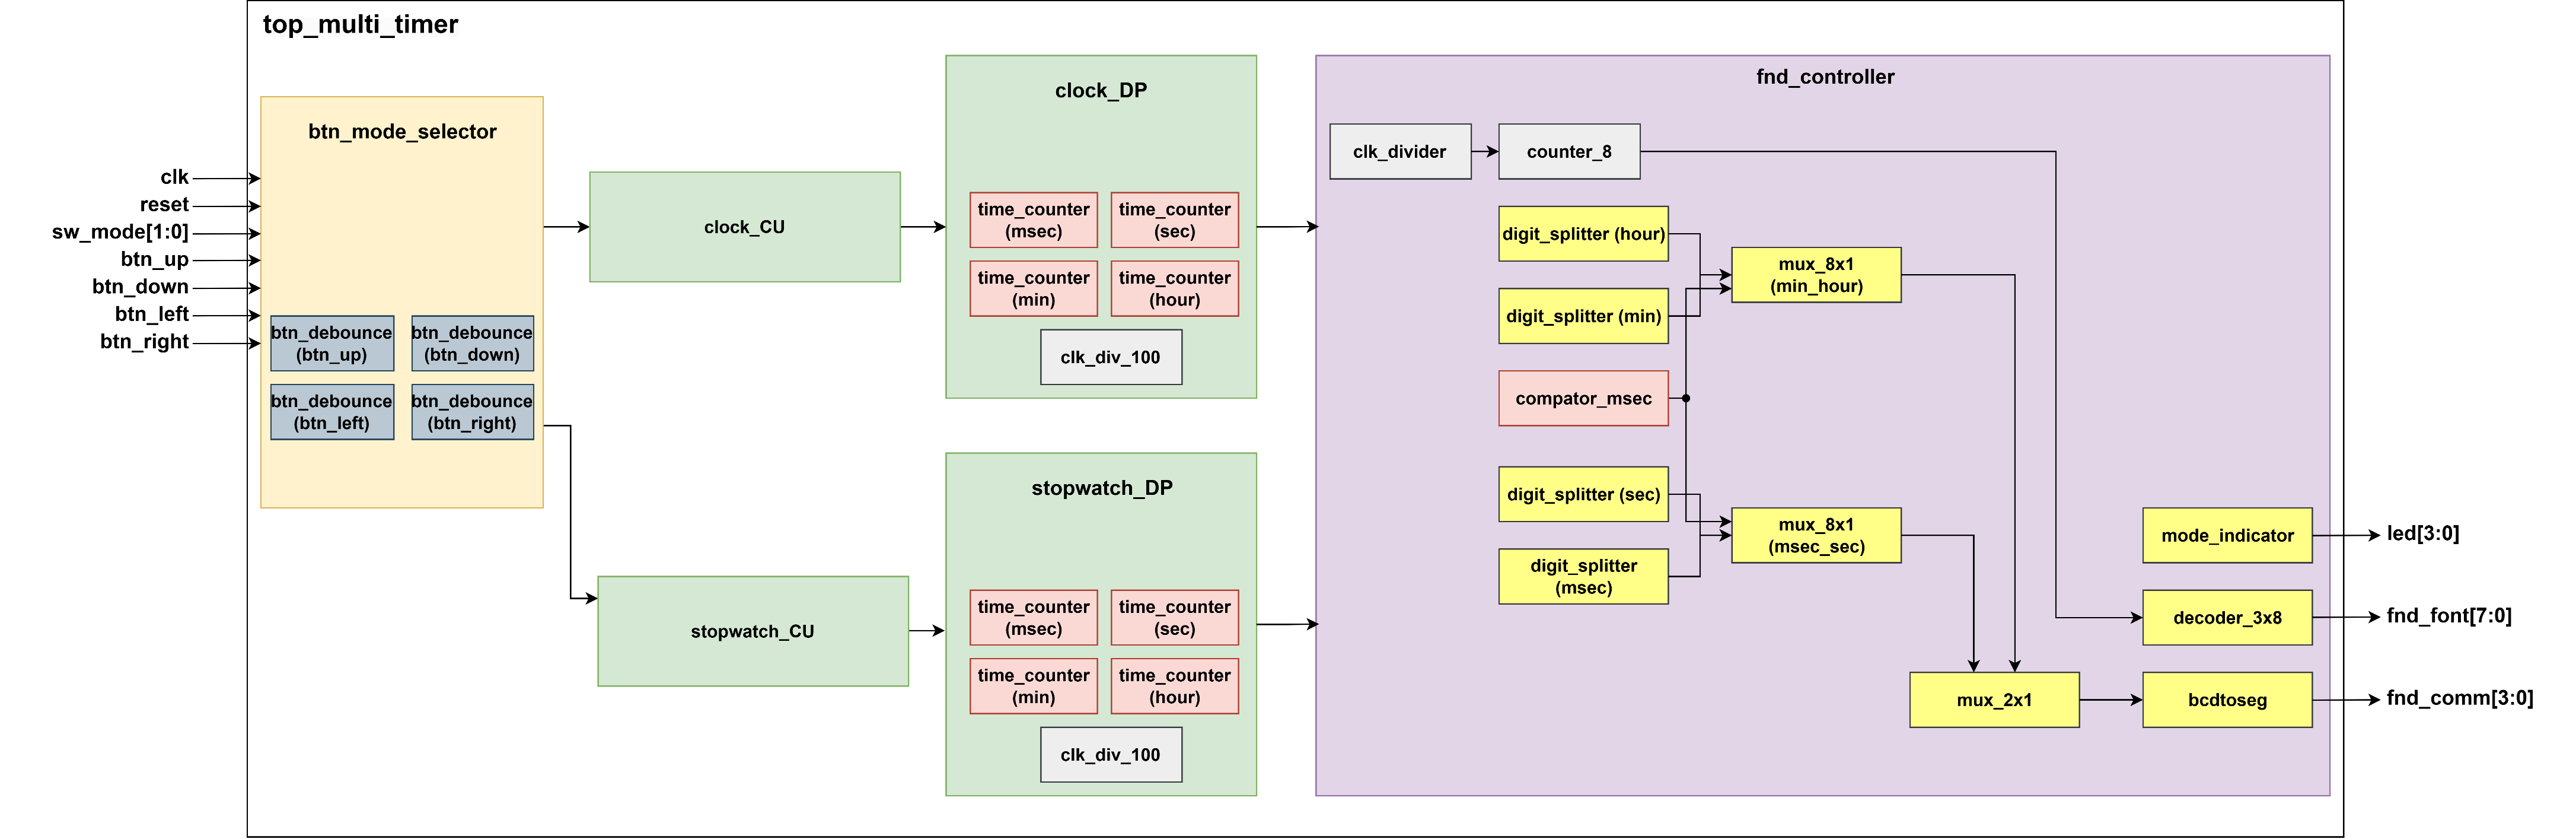 top_multi_timer
clk
reset
sw_mode[1:0]
btn_up
btn_down
btn_left
btn_right
btn_mode_selector
btn_debounce
(btn_up)
btn_debounce
(btn_down)
btn_debounce
(btn_left)
btn_debounce
(btn_right)
clock_CU
stopwatch_CU
clock_DP
time_counter
(msec)
time_counter
(sec)
time_counter
(min)
time_counter
(hour)
clk_div_100
stopwatch_DP
time_counter
(msec)
time_counter
(sec)
time_counter
(min)
time_counter
(hour)
clk_div_100
fnd_controller
clk_divider
counter_8
digit_splitter (hour)
digit_splitter (min)
compator_msec
digit_splitter (sec)
digit_splitter
(msec)
mux_8x1
(min_hour)
mux_8x1
(msec_sec)
mux_2x1
mode_indicator
decoder_3x8
bcdtoseg
led[3:0]
fnd_font[7:0]
fnd_comm[3:0]